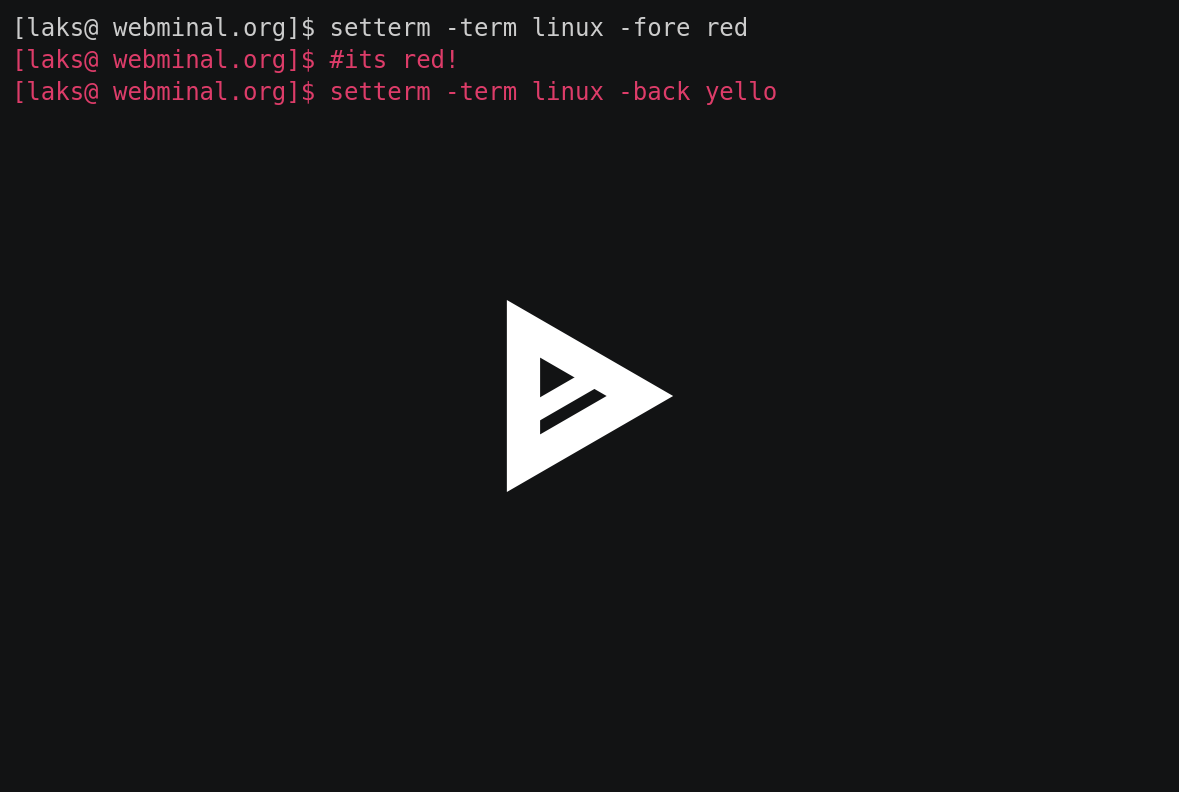 [laks@ webminal.org]$ setterm -term linux -fore red
[laks@ webminal.org]$ #its red!
[laks@ webminal.org]$ setterm -term linux -back yello